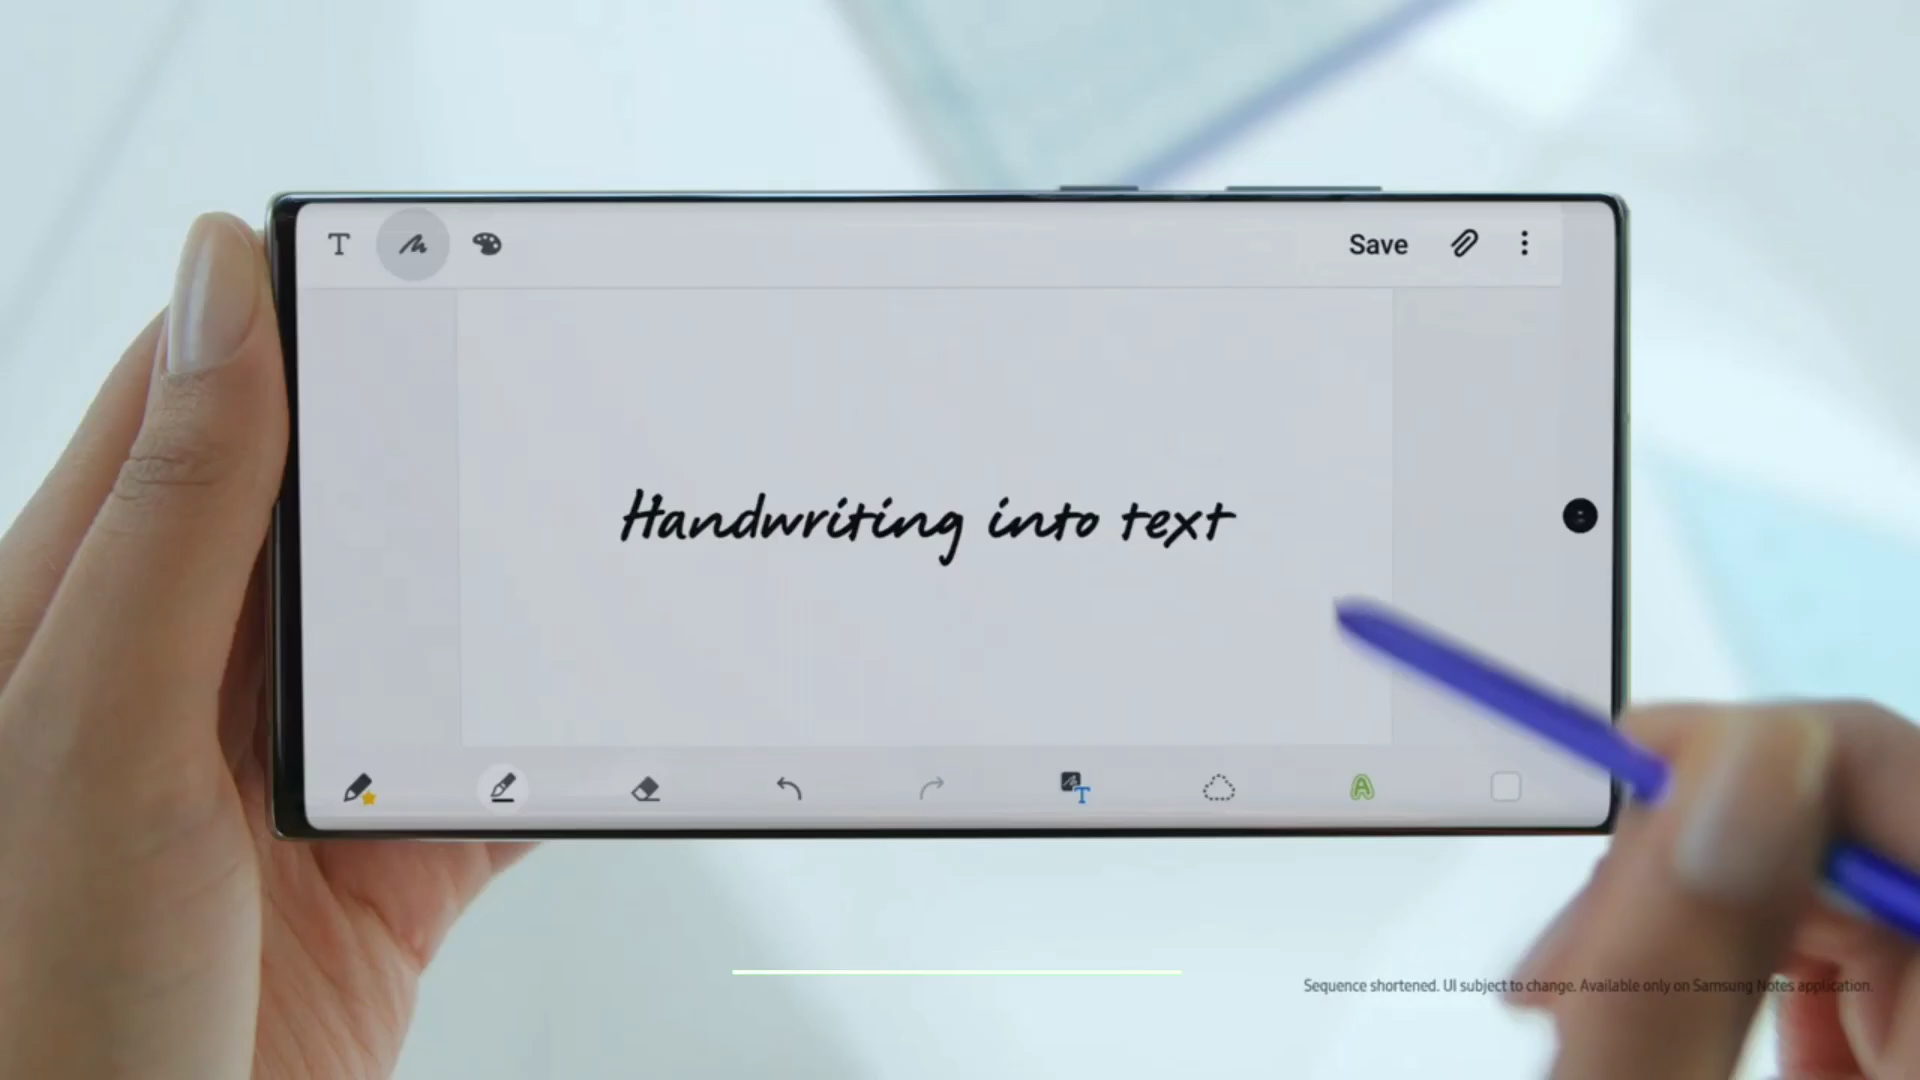 T
Save
Handwriting into text
T
A
Sequence shortened. UI subject to change. Available only on Samsung Notes application.